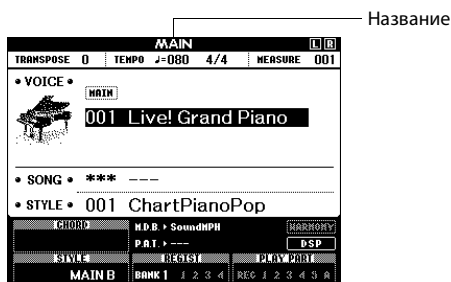 Название
MAIN L R
TRANSPOSE 0 TEMPO ♩=080 4/4 MEASURE 001
• VOICE •
MAIN
001 Live! Grand Piano
• SONG • *** ---
• STYLE • 001 ChartPianoPop
CHORD M.D.B. ▸ SoundMPH HARMONY
P.A.T. ▸ --- DSP
STYLE REGIST PLAY PART
MAIN B BANK 1 1 2 3 4 REC 1 2 3 4 5 A